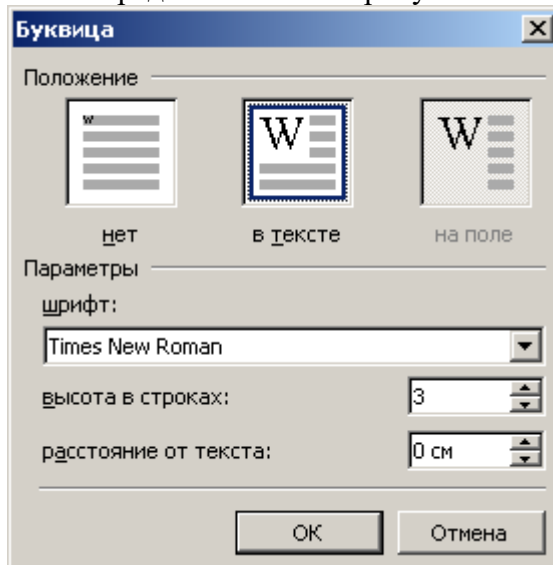 Буквица
Положение
W W W
нет в тексте на поле
Параметры
шрифт:
Times New Roman
высота в строках: 3
расстояние от текста: 0 см
ОК Отмена